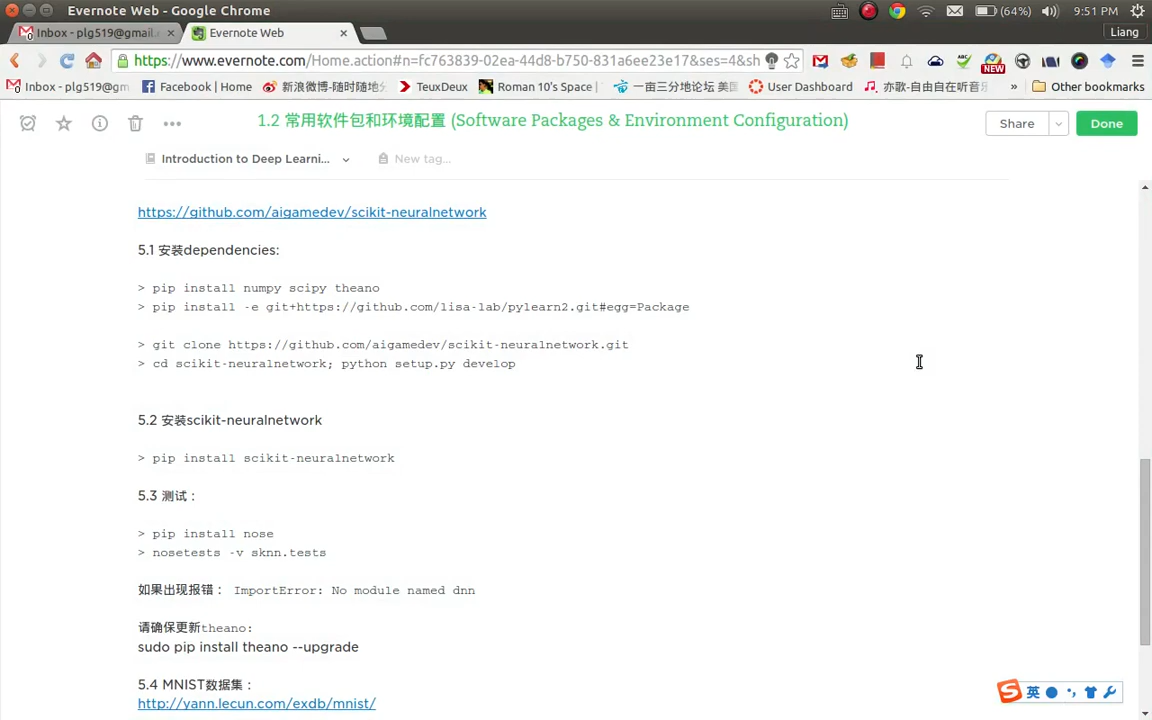 Evernote Web - Google Chrome
(64%)
9:51 PM
Inbox - plg519@gmail.c
Evernote Web
Liang
https://www.evernote.com/Home.action#n=fc763839-02ea-44d8-b750-831a6ee23e17&ses=4&sh
NEW
Inbox - plg519@gm
Facebook | Home
新浪微博-随时随地分
TeuxDeux
Roman 10's Space |
一亩三分地论坛 美国
User Dashboard
亦歌-自由自在听音乐
»
Other bookmarks
1.2 常用软件包和环境配置 (Software Packages & Environment Configuration)
Share
Done
Introduction to Deep Learni...
New tag...
https://github.com/aigamedev/scikit-neuralnetwork
5.1 安装dependencies:
> pip install numpy scipy theano
> pip install -e git+https://github.com/lisa-lab/pylearn2.git#egg=Package
> git clone https://github.com/aigamedev/scikit-neuralnetwork.git
> cd scikit-neuralnetwork; python setup.py develop
5.2 安装scikit-neuralnetwork
> pip install scikit-neuralnetwork
5.3 测试：
> pip install nose
> nosetests -v sknn.tests
如果出现报错： ImportError: No module named dnn
请确保更新theano:
sudo pip install theano --upgrade
5.4 MNIST数据集：
http://yann.lecun.com/exdb/mnist/
英